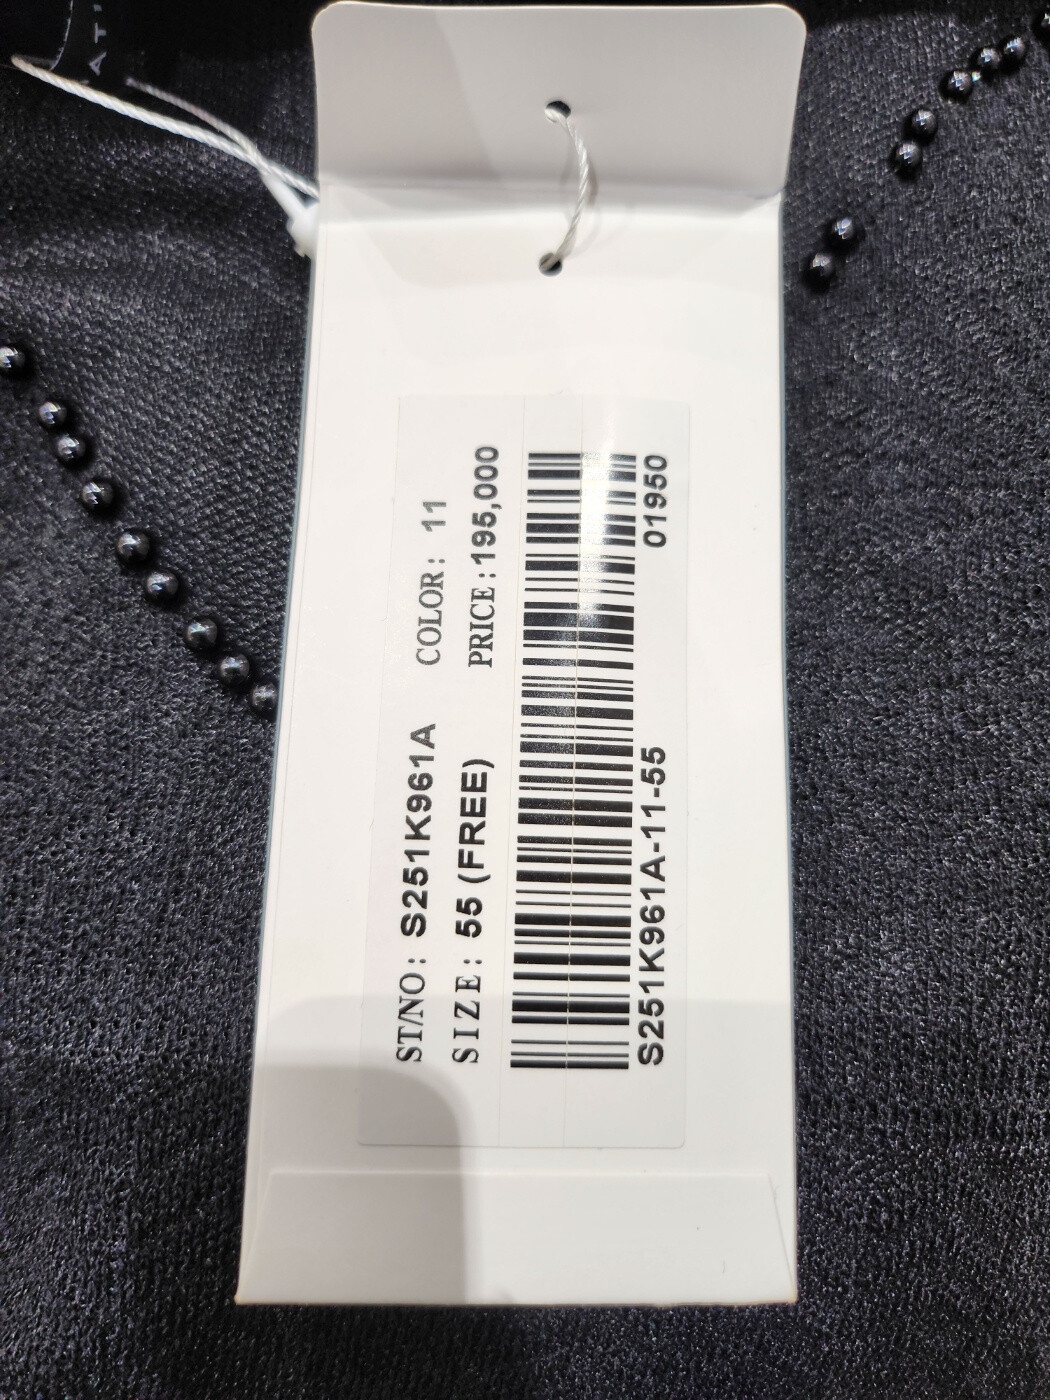 ST/NO: S251K961A COLOR: 11
SIZE: 55 (FREE) PRICE: 195,000
S251K961A-11-55 01950